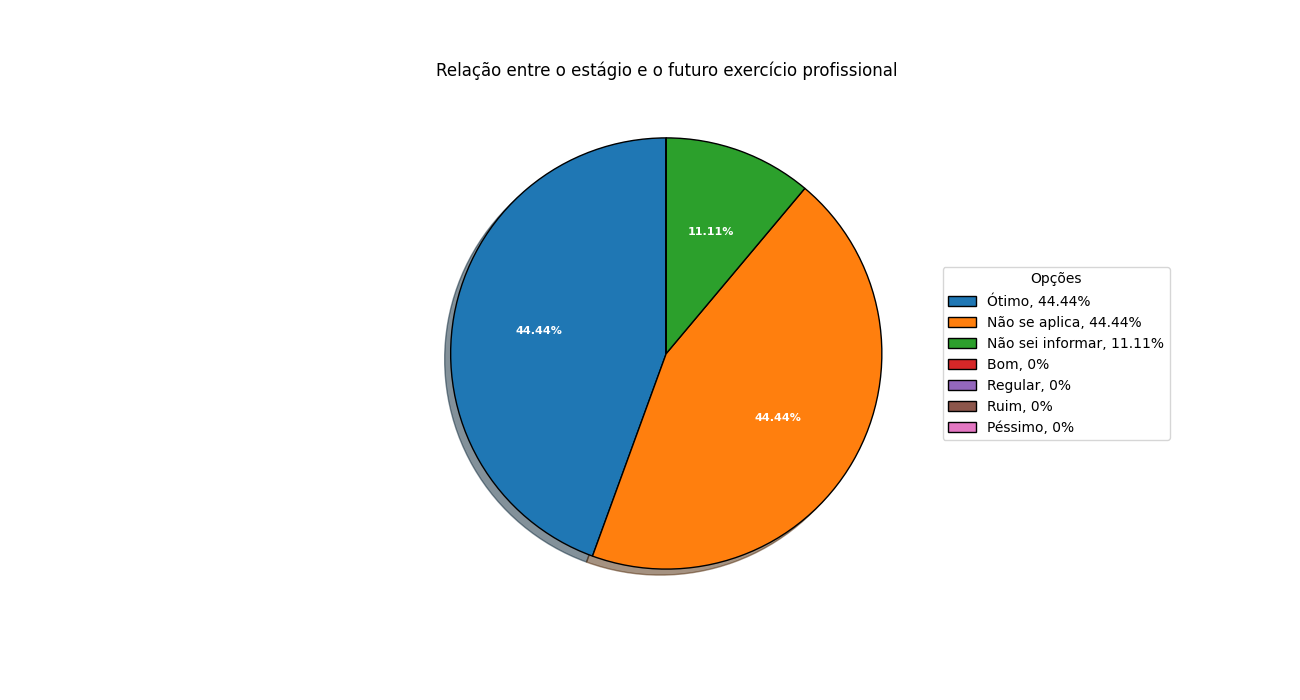 Relação entre o estágio e o futuro exercício profissional
11.11%
44.44%
44.44%
Opções
Ótimo, 44.44%
Não se aplica, 44.44%
Não sei informar, 11.11%
Bom, 0%
Regular, 0%
Ruim, 0%
Péssimo, 0%